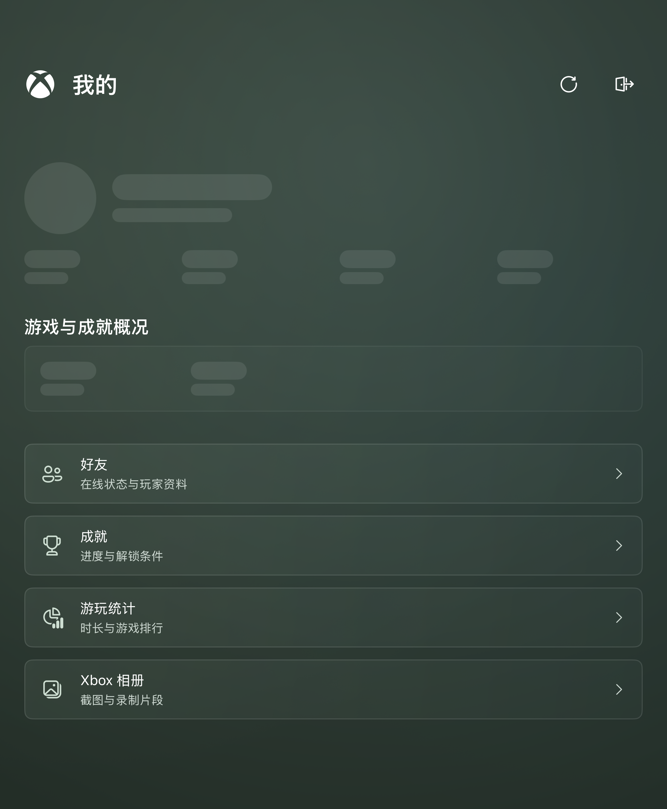 我的
游戏与成就概况
好友
在线状态与玩家资料
成就
进度与解锁条件
游玩统计
时长与游戏排行
Xbox 相册
截图与录制片段